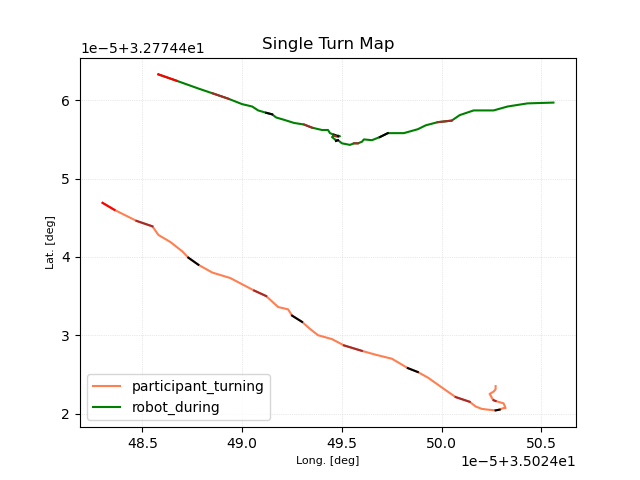 Single Turn Map
1e−5+3.27744e1
6
5
4
3
2
Lat. [deg]
participant_turning
robot_during
48.5 49.0 49.5 50.0 50.5
Long. [deg]
1e−5+3.5024e1